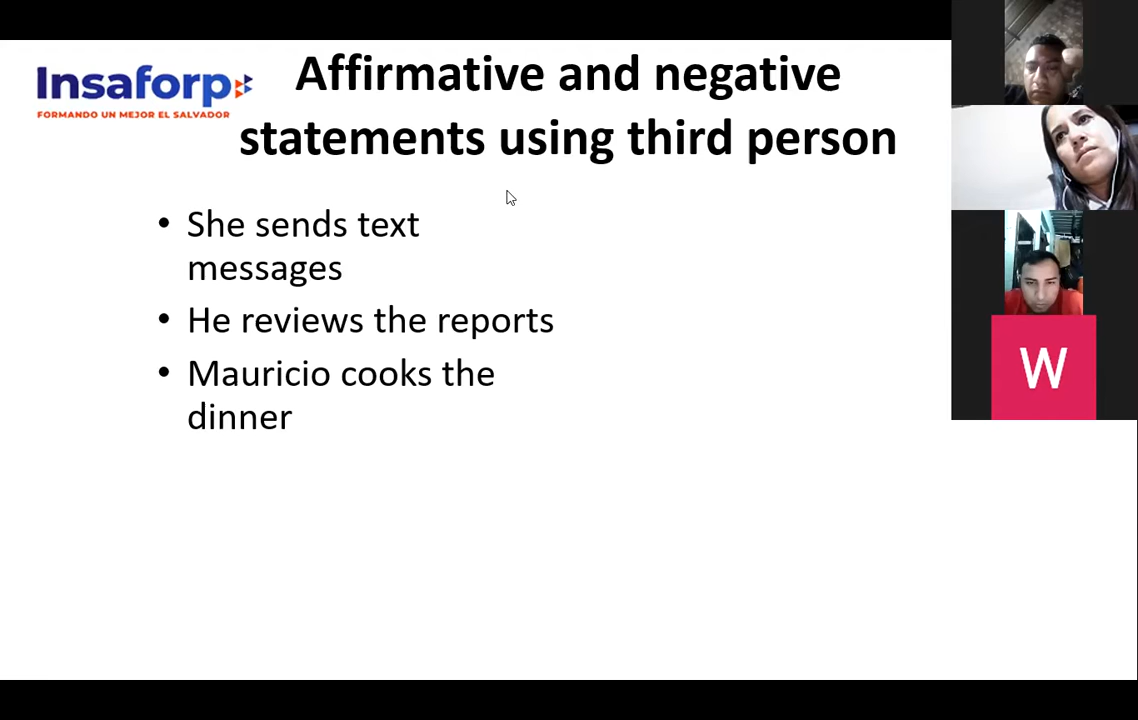 Insaforp
FORMANDO UN MEJOR EL SALVADOR
Affirmative and negative
statements using third person
• She sends text
messages
• He reviews the reports
• Mauricio cooks the
dinner
W